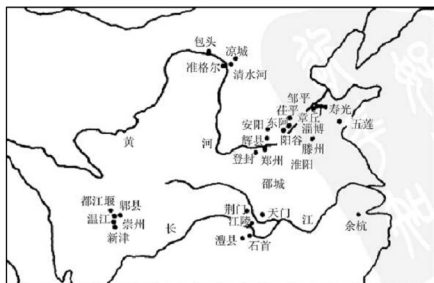 包头
凉城
准格尔
清水河
邹平
寿光
茌平
章丘
五莲
安阳
东阿
淄博
黄
河
辉县
阳谷
滕州
登封
郑州
淮阳
郾城
都江堰
郫县
荆门
天门
温江
崇州
长
江陵
江
余杭
新津
澧县
石首